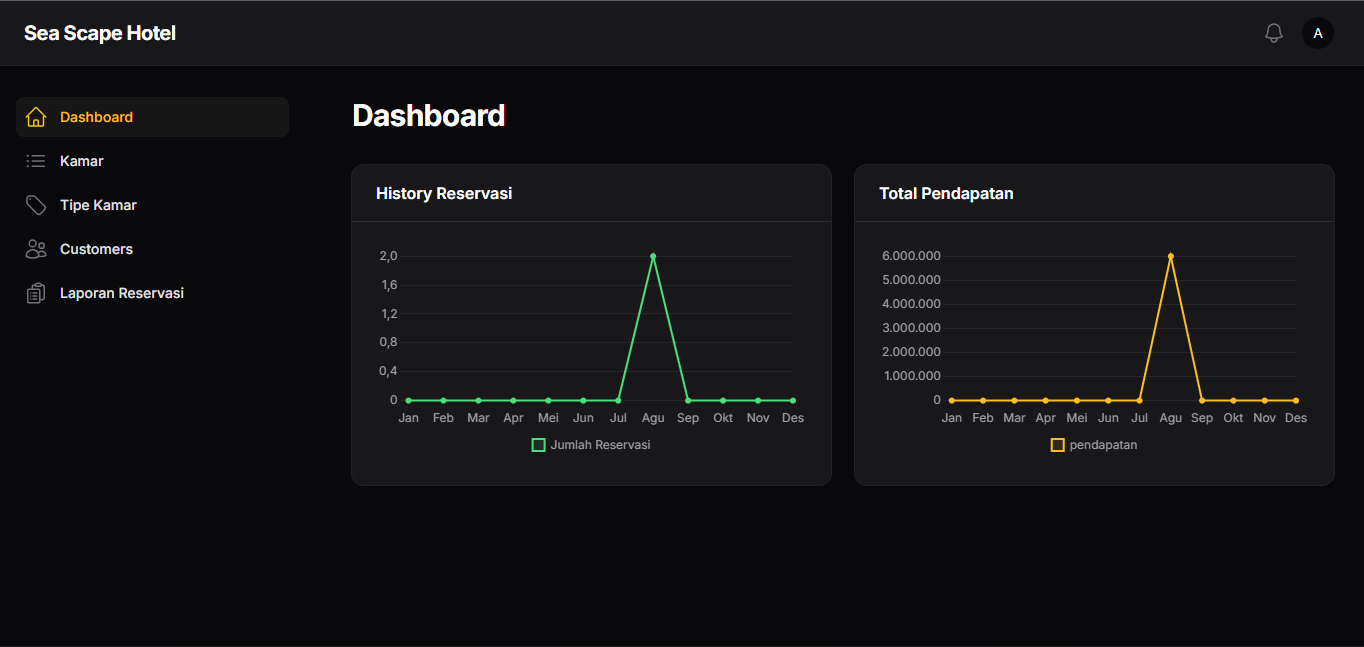 Sea Scape Hotel
A
Dashboard
Kamar
Tipe Kamar
Customers
Laporan Reservasi
Dashboard
History Reservasi
2,0
1,6
1,2
0,8
0,4
0
Jan Feb Mar Apr Mei Jun Jul Agu Sep Okt Nov Des
Jumlah Reservasi
Total Pendapatan
6.000.000
5.000.000
4.000.000
3.000.000
2.000.000
1.000.000
0
Jan Feb Mar Apr Mei Jun Jul Agu Sep Okt Nov Des
pendapatan